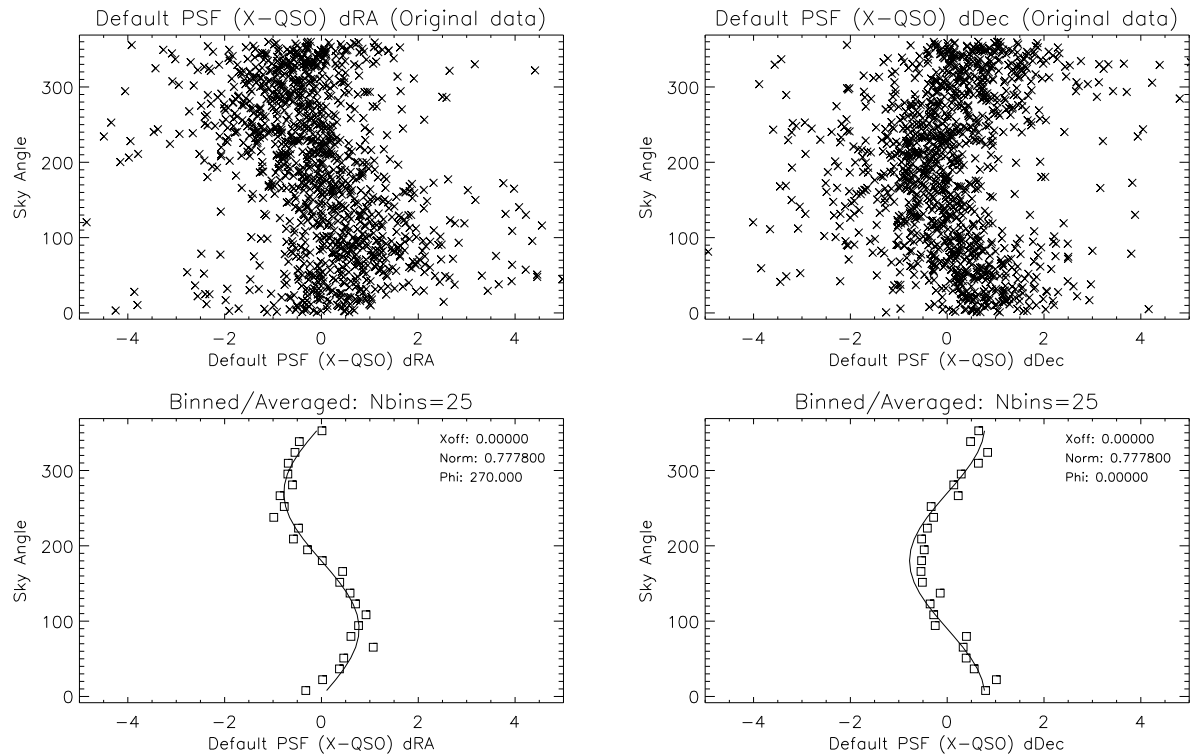 Default PSF (X-QSO) dRA (Original data)
Sky Angle
300
200
100
0
−4 −2 0 2 4
Default PSF (X-QSO) dRA
Default PSF (X-QSO) dDec (Original data)
Sky Angle
300
200
100
0
−4 −2 0 2 4
Default PSF (X-QSO) dDec
Binned/Averaged: Nbins=25
Xoff: 0.00000
Norm: 0.777800
Phi: 270.000
Sky Angle
300
200
100
0
−4 −2 0 2 4
Default PSF (X-QSO) dRA
Binned/Averaged: Nbins=25
Xoff: 0.00000
Norm: 0.777800
Phi: 0.00000
Sky Angle
300
200
100
0
−4 −2 0 2 4
Default PSF (X-QSO) dDec